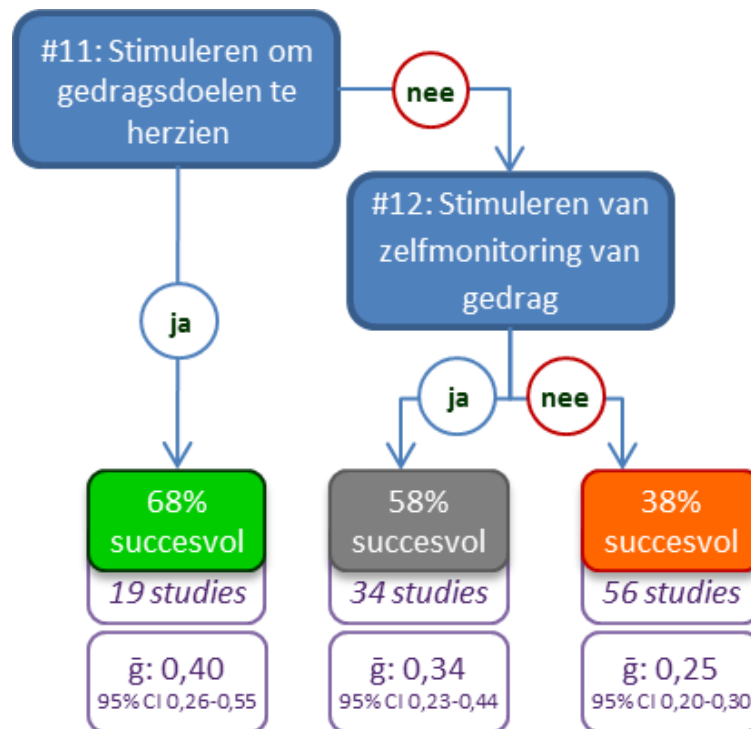 #11: Stimuleren om
gedragsdoelen te
herzien
nee
#12: Stimuleren van
zelfmonitoring van
gedrag
ja
ja
nee
68%
succesvol
19 studies
ḡ: 0,40
95% CI 0,26-0,55
58%
succesvol
34 studies
ḡ: 0,34
95% CI 0,23-0,44
38%
succesvol
56 studies
ḡ: 0,25
95% CI 0,20-0,30